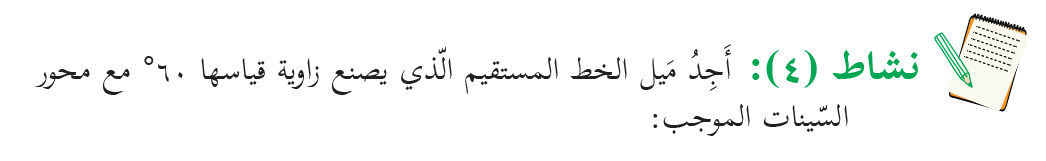 نشاط (٤): أَجِدُ مَيل الخط المستقيم الّذي يصنع زاوية قياسها ٦٠° مع محور
السّينات الموجب: